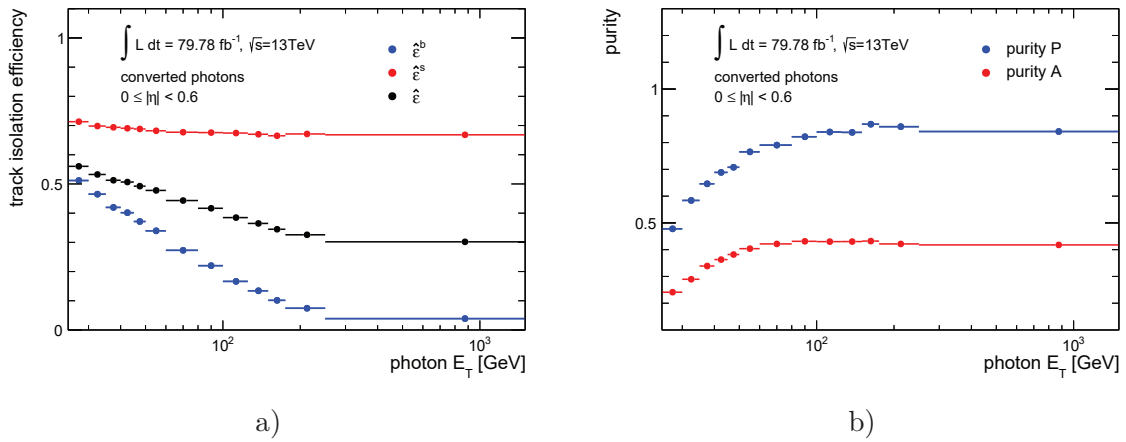 track isolation efficiency
1
0.5
0
∫ L dt = 79.78 fb⁻¹, √s=13TeV
converted photons
0 ≤ |η| < 0.6
ε̂ᵇ
ε̂ˢ
ε̂
10²
10³
photon E_T [GeV]
a)
purity
1
0.5
∫ L dt = 79.78 fb⁻¹, √s=13TeV
converted photons
0 ≤ |η| < 0.6
purity P
purity A
10²
10³
photon E_T [GeV]
b)